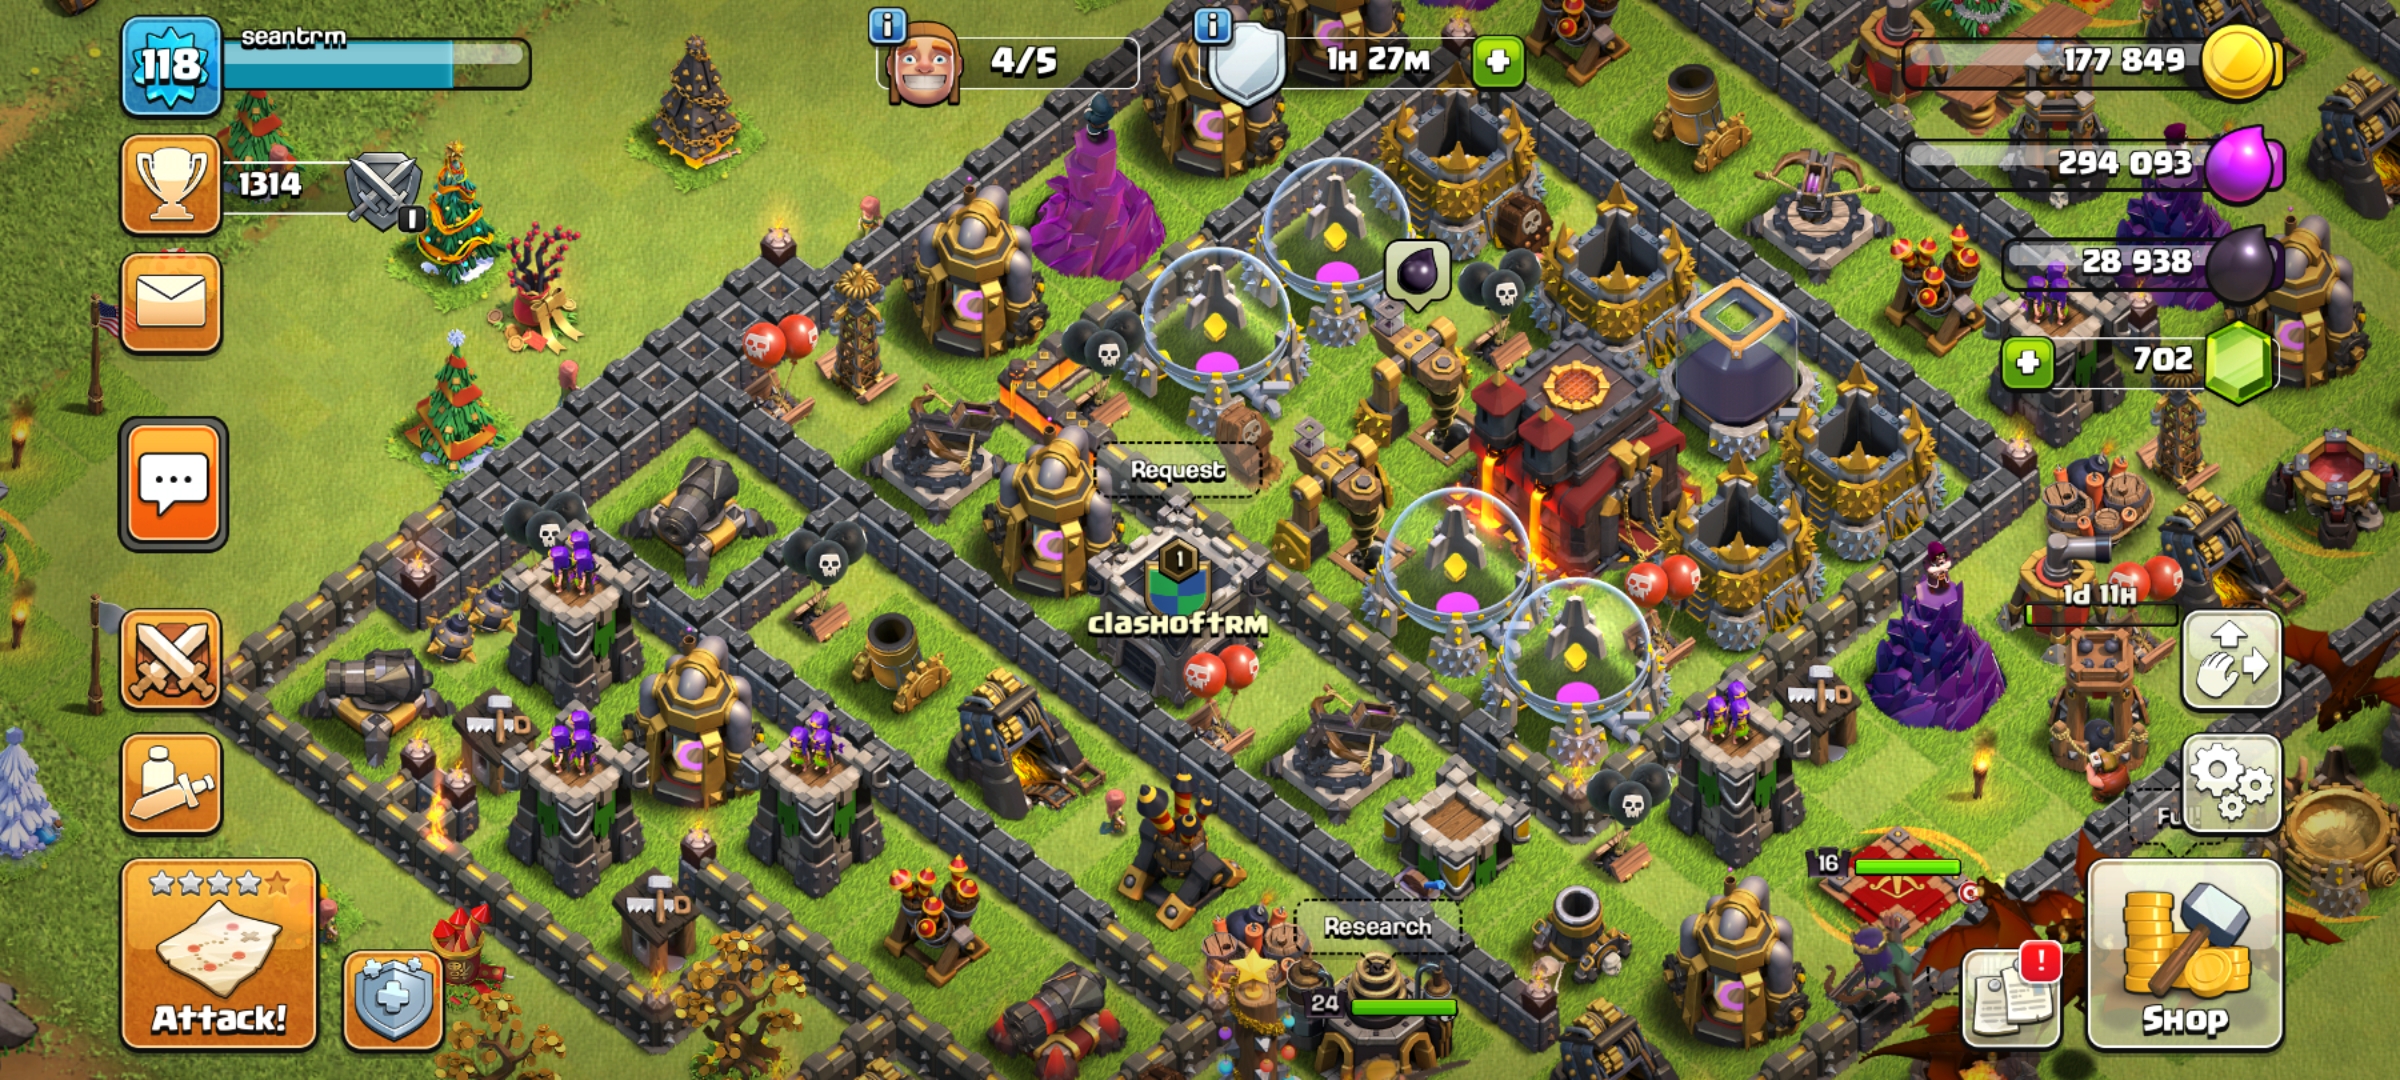 118
seantrm
4/5
1H 27M
177 849
1314
I
294 093
28 938
702
Request
1
clashoftRM
1d 11H
16
Research
24
Attack!
!
Shop